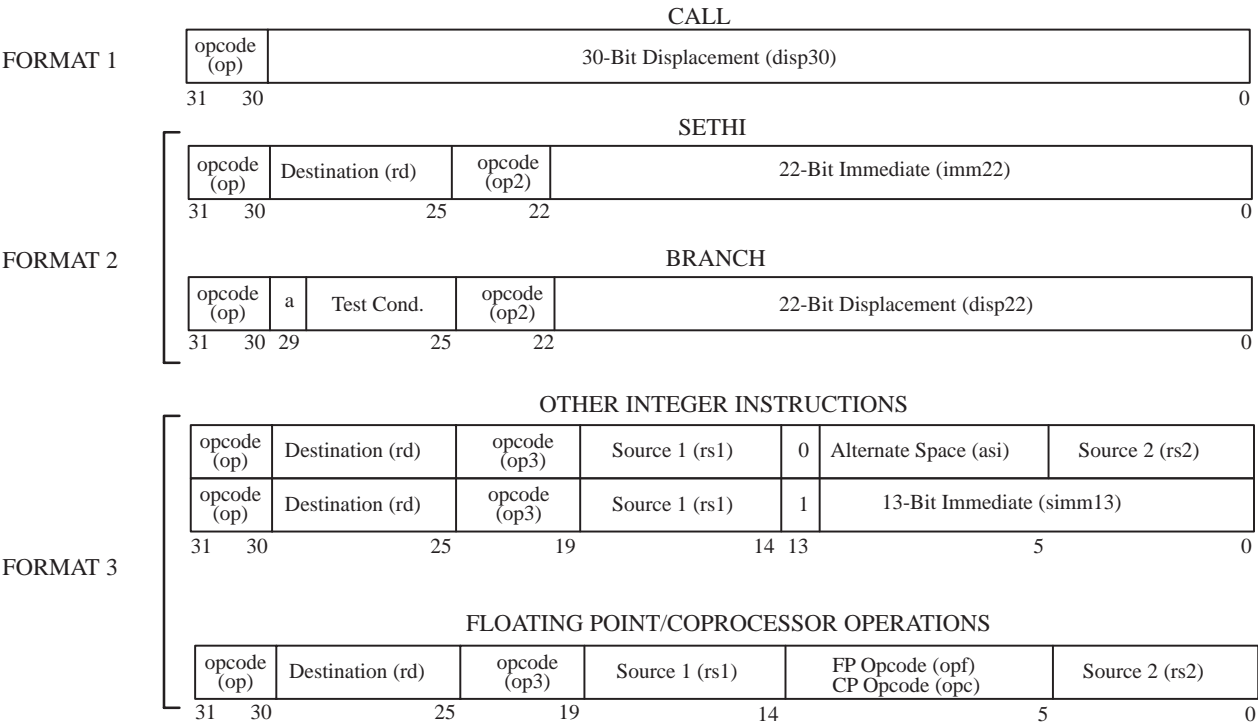 CALL
FORMAT 1
opcode (op) 30-Bit Displacement (disp30)
31 30 0
SETHI
opcode (op) Destination (rd) opcode (op2) 22-Bit Immediate (imm22)
31 30 25 22 0
FORMAT 2
BRANCH
opcode (op) a Test Cond. opcode (op2) 22-Bit Displacement (disp22)
31 30 29 25 22 0
OTHER INTEGER INSTRUCTIONS
opcode (op) Destination (rd) opcode (op3) Source 1 (rs1) 0 Alternate Space (asi) Source 2 (rs2)
opcode (op) Destination (rd) opcode (op3) Source 1 (rs1) 1 13-Bit Immediate (simm13)
31 30 25 19 14 13 5 0
FORMAT 3
FLOATING POINT/COPROCESSOR OPERATIONS
opcode (op) Destination (rd) opcode (op3) Source 1 (rs1) FP Opcode (opf) CP Opcode (opc) Source 2 (rs2)
31 30 25 19 14 5 0